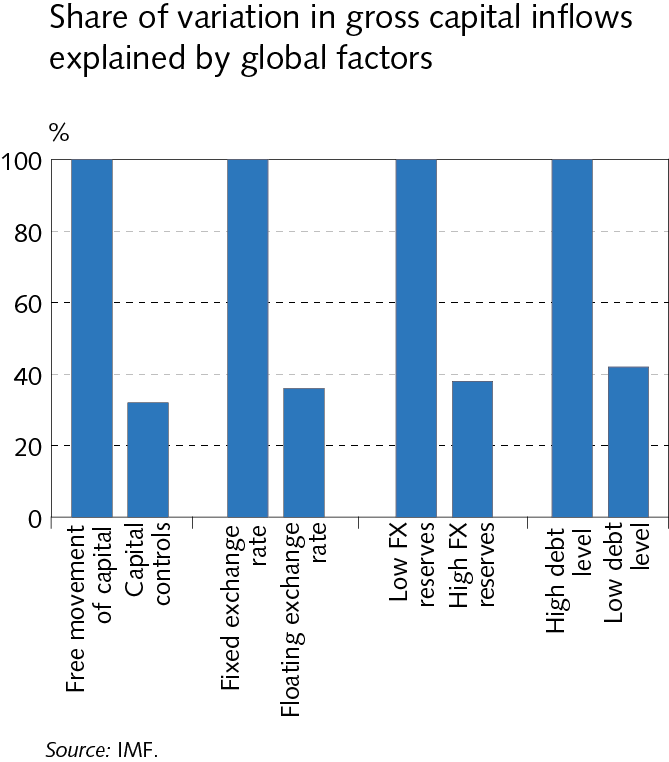 Share of variation in gross capital inflows
explained by global factors
%
100
80
60
40
20
0
Free movement
of capital
Capital
controls
Fixed exchange
rate
Floating exchange
rate
Low FX
reserves
High FX
reserves
High debt
level
Low debt
level
Source: IMF.